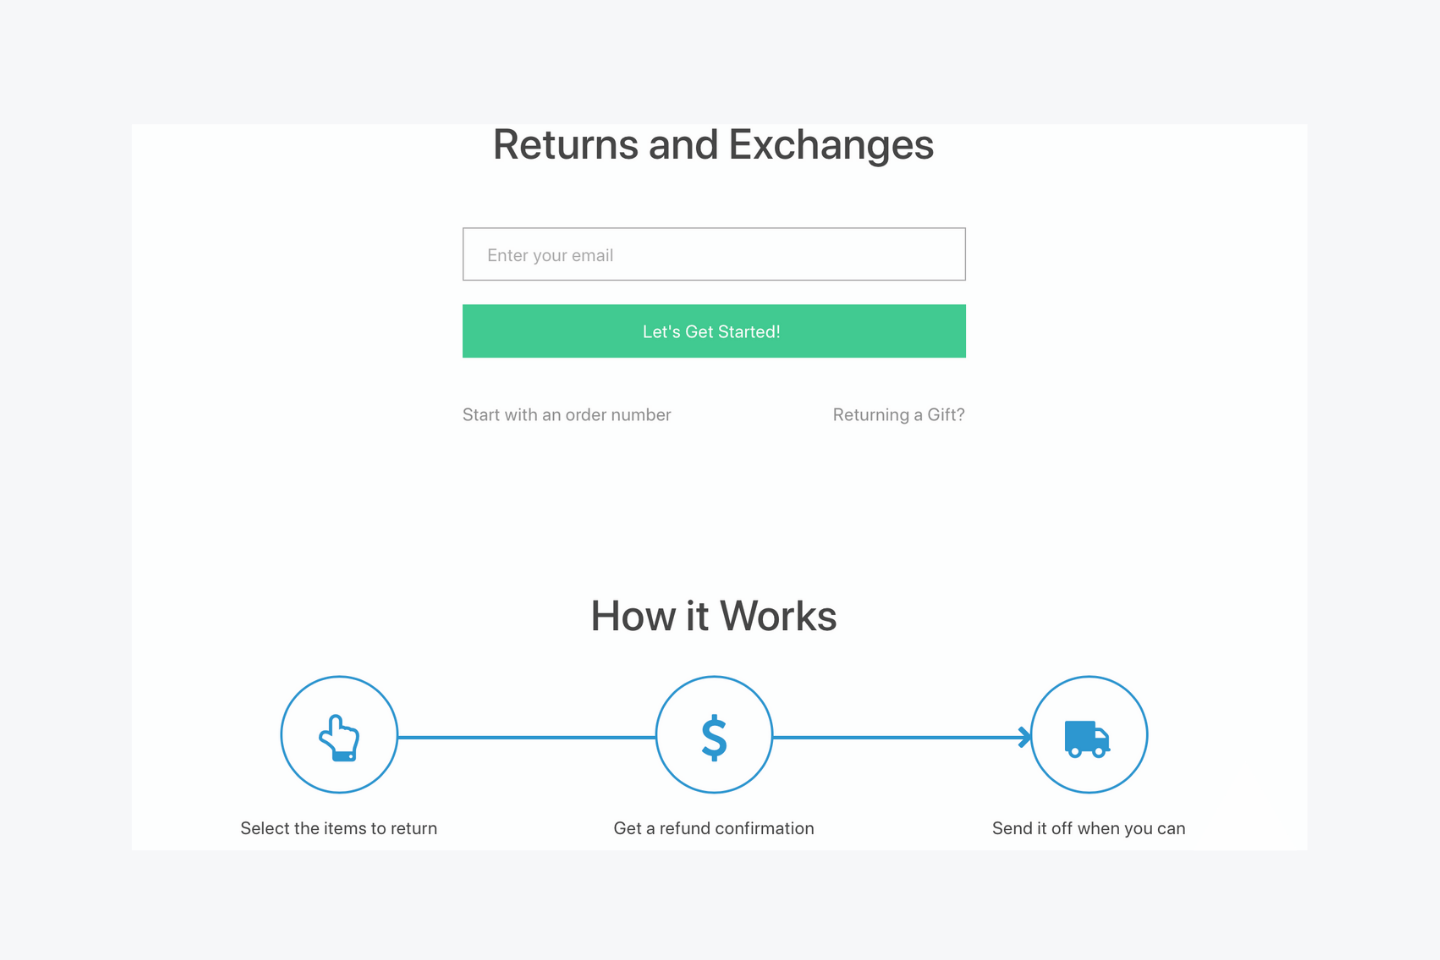 Returns and Exchanges
Enter your email
Let's Get Started!
Start with an order number
Returning a Gift?
How it Works
$
Select the items to return
Get a refund confirmation
Send it off when you can